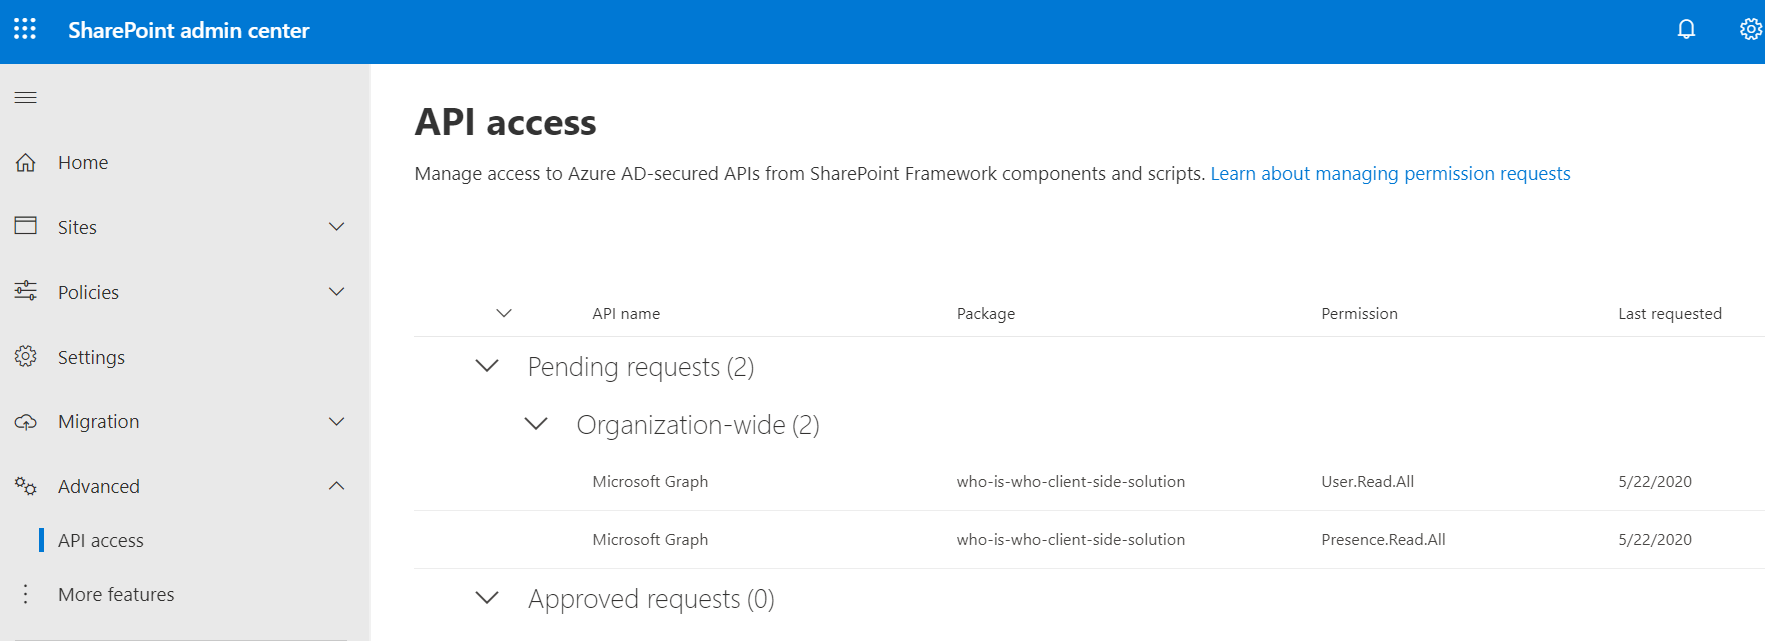 SharePoint admin center
Home
Sites
Policies
Settings
Migration
Advanced
API access
More features
API access
Manage access to Azure AD-secured APIs from SharePoint Framework components and scripts. Learn about managing permission requests
API name Package Permission Last requested
Pending requests (2)
Organization-wide (2)
Microsoft Graph who-is-who-client-side-solution User.Read.All 5/22/2020
Microsoft Graph who-is-who-client-side-solution Presence.Read.All 5/22/2020
Approved requests (0)